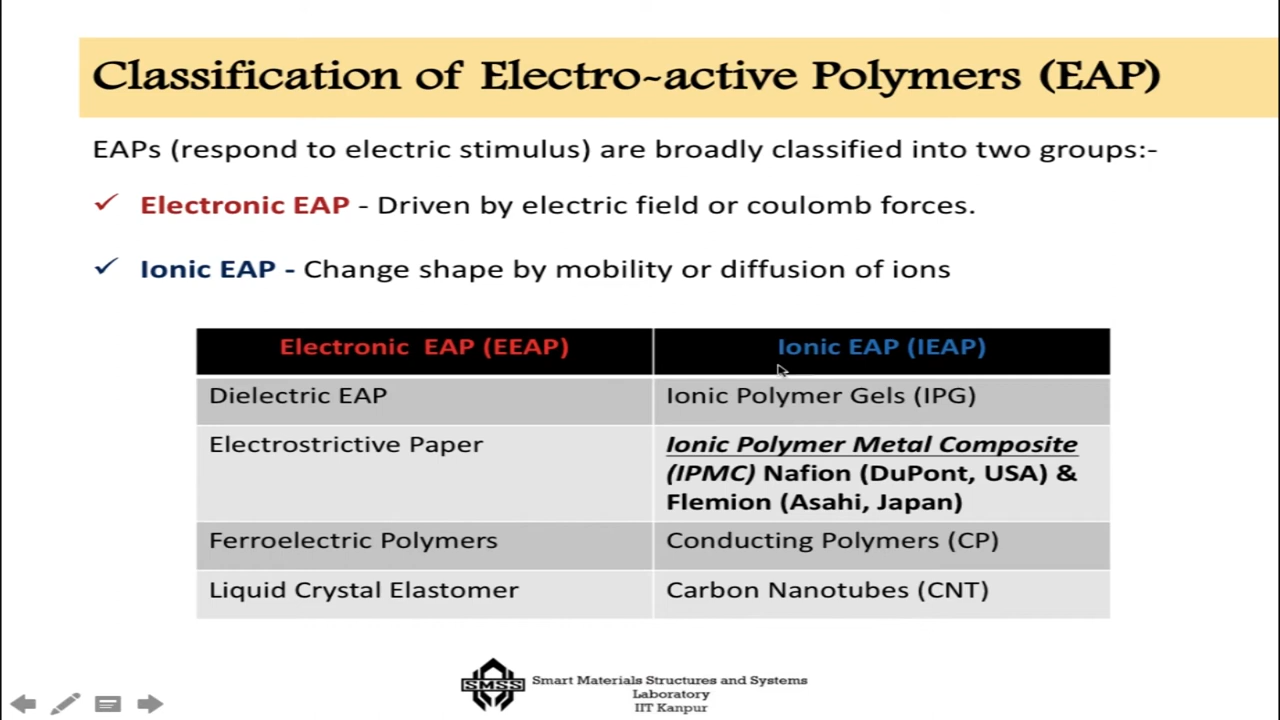 Classification of Electro-active Polymers (EAP)
EAPs (respond to electric stimulus) are broadly classified into two groups:-
✓ Electronic EAP - Driven by electric field or coulomb forces.
✓ Ionic EAP - Change shape by mobility or diffusion of ions
Electronic EAP (EEAP) Ionic EAP (IEAP)
Dielectric EAP Ionic Polymer Gels (IPG)
Electrostrictive Paper Ionic Polymer Metal Composite
(IPMC) Nafion (DuPont, USA) &
Flemion (Asahi, Japan)
Ferroelectric Polymers Conducting Polymers (CP)
Liquid Crystal Elastomer Carbon Nanotubes (CNT)
SMSS
Smart Materials Structures and Systems
Laboratory
IIT Kanpur